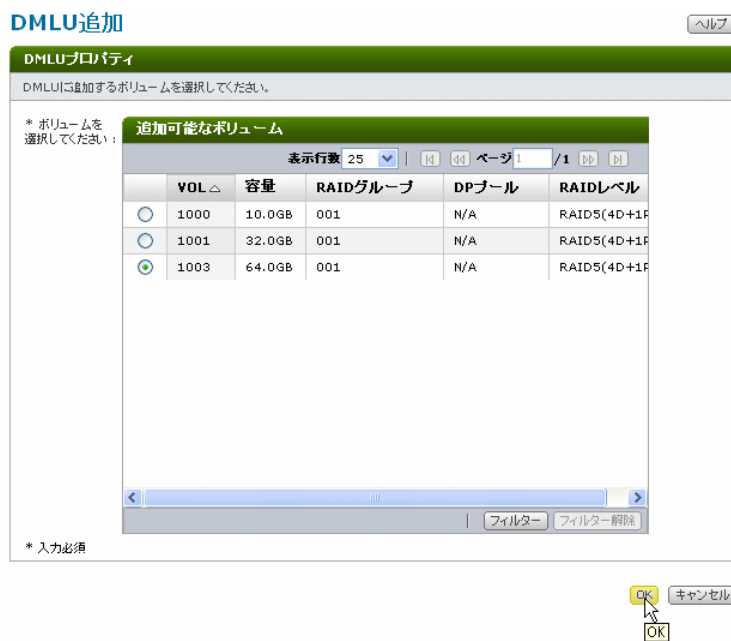 DMLU追加
ヘルプ
DMLUプロパティ
DMLUに追加するボリュームを選択してください。
* ボリュームを
選択してください :
追加可能なボリューム
表示行数 25 | ページ 1 /1
VOL△ 容量 RAIDグループ DPプール RAIDレベル
1000 10.0GB 001 N/A RAID5(4D+1P
1001 32.0GB 001 N/A RAID5(4D+1P
1003 64.0GB 001 N/A RAID5(4D+1P
| フィルター フィルター解除
* 入力必須
OK キャンセル
OK